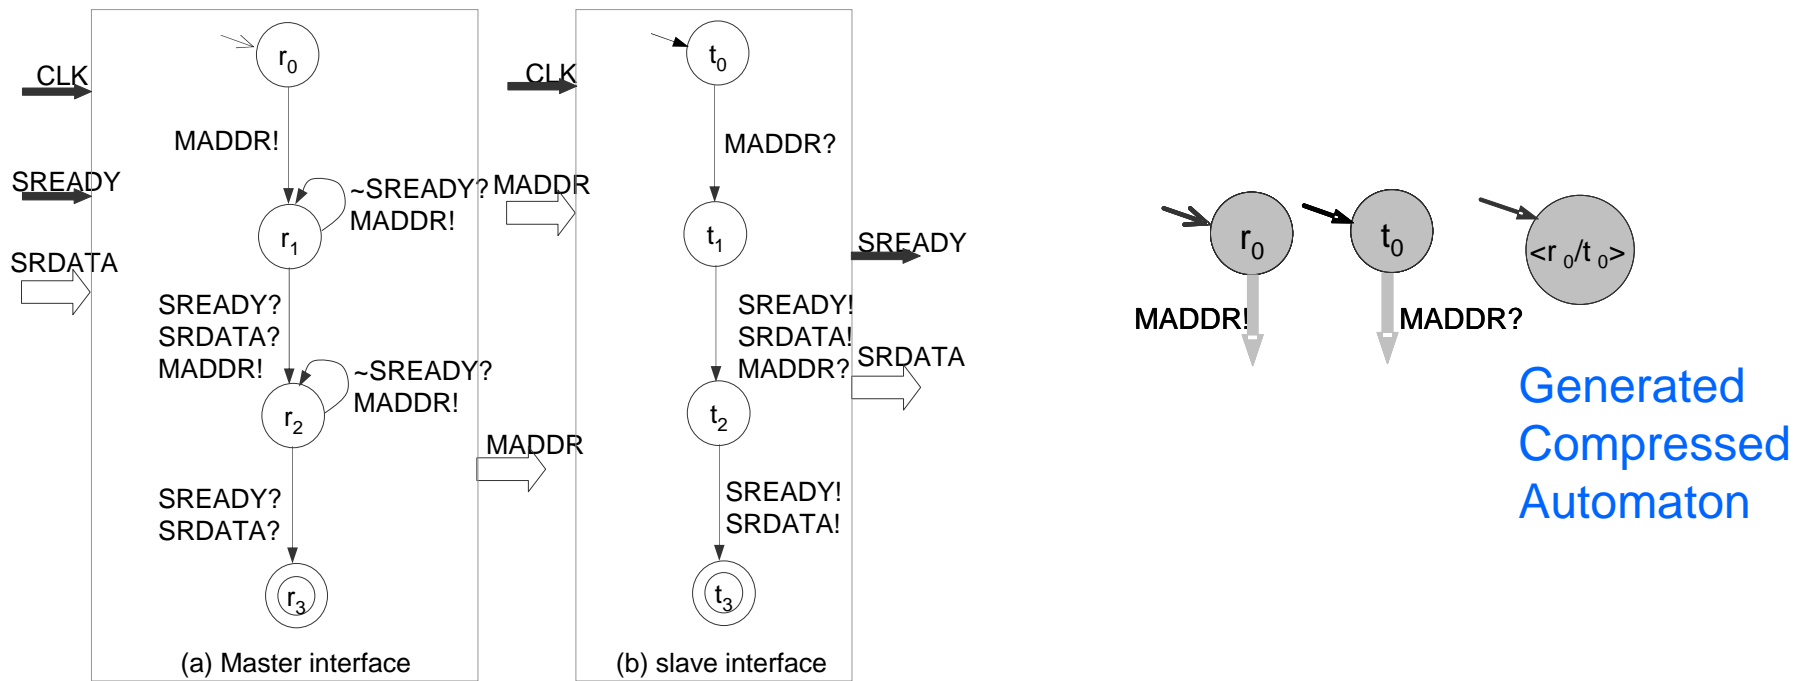 r0
CLK
MADDR!
SREADY
~SREADY?
MADDR!
r1
SRDATA
SREADY?
SRDATA?
MADDR!
~SREADY?
MADDR!
r2
MADDR
SREADY?
SRDATA?
r3
(a) Master interface
t0
CLK
MADDR?
MADDR
t1
SREADY
SREADY!
SRDATA!
MADDR?
SRDATA
t2
SREADY!
SRDATA!
t3
(b) slave interface
r0
t0
<r0/t0>
MADDR!
MADDR?
Generated
Compressed
Automaton